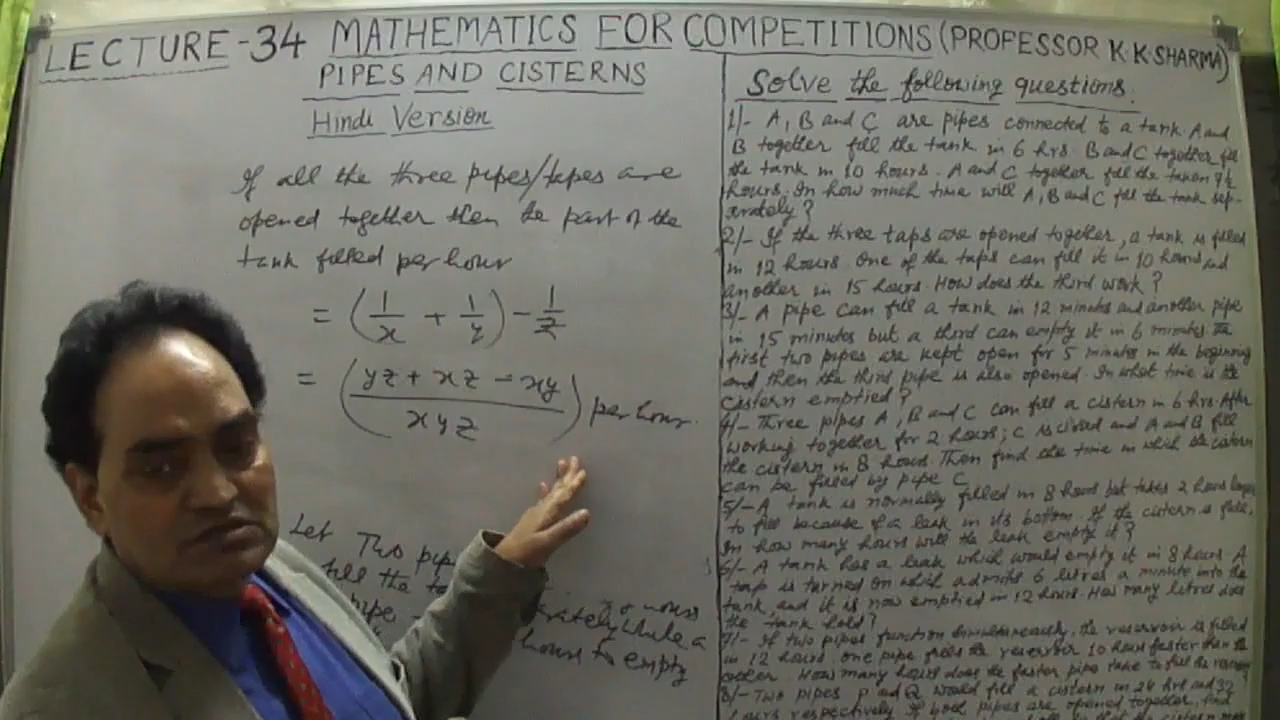 LECTURE-34 MATHEMATICS FOR COMPETITIONS (PROFESSOR K.K.SHARMA)
PIPES AND CISTERNS
Hindi Version
If all the three pipes/tapes are
opened together then the part of the
tank filled per hour
= (1/x + 1/y) - 1/z
= (yz + xz - xy / xyz) per hour.
Let Two pip
fill the ta
pipe
rately while a
hours to empty
Solve the following questions.
1/- A, B and C are pipes connected to a tank. A and
B together fill the tank in 6 hrs. B and C together fill
the tank in 10 hours. A and C together fill the tank in 7 1/2
hours. In how much time will A, B and C fill the tank sep-
arately?
2/- If the three taps are opened together, a tank is filled
in 12 hours. One of the taps can fill it in 10 hours and
another in 15 hours. How does the third work?
3/- A pipe can fill a tank in 12 minutes and another pipe
in 15 minutes but a third can empty it in 6 minutes. The
first two pipes are kept open for 5 minutes in the beginning
and then the third pipe is also opened. In what time is the
cistern emptied?
4/- Three pipes A, B and C can fill a cistern in 6 hrs. After
working together for 2 hours; C is closed and A and B fill
the cistern in 8 hours. Then find the time in which the cistern
can be filled by pipe C
5/- A tank is normally filled in 8 hours but takes 2 hours longer
to fill because of a leak in its bottom. If the cistern is full,
In how many hours will the leak empty it?
6/- A tank has a leak which would empty it in 8 hours. A
tap is turned on which admits 6 litres a minute into the
tank, and it is now emptied in 12 hours. How many litres does
the tank hold?
7/- If two pipes function simultaneously, the reservoir is filled
in 12 hours. one pipe fills the reservoir 10 hours faster than the
other. How many hours does the faster pipe take to fill the
8/- Two pipes P and Q would fill a cistern in 24 hrs and 32
hours respectively. If both pipes are opened together, find